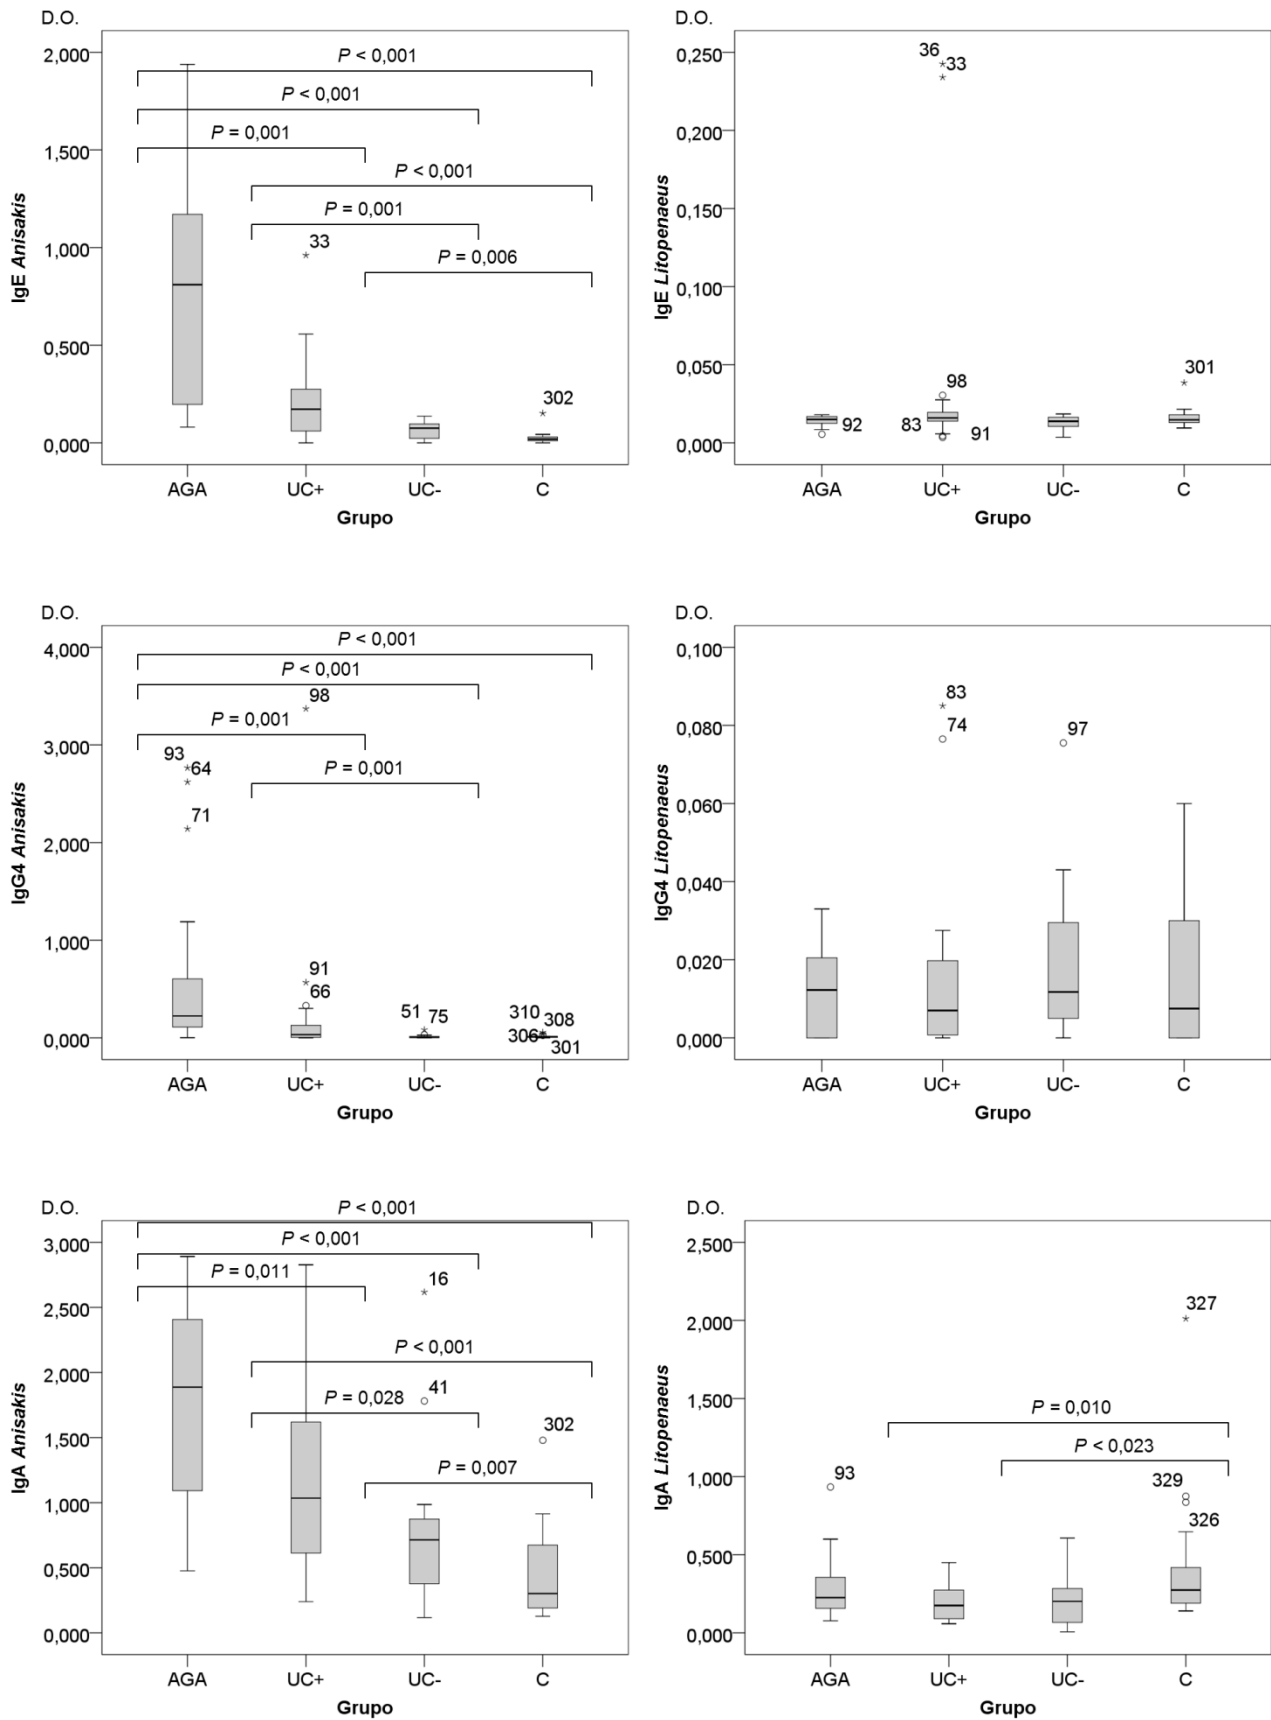 D.O.
2,000
1,500
1,000
0,500
0,000
IgE Anisakis
P < 0,001
P < 0,001
P = 0,001
P < 0,001
P = 0,001
P = 0,006
33
302
AGA UC+ UC- C
Grupo
D.O.
0,250
0,200
0,150
0,100
0,050
0,000
IgE Litopenaeus
36
33
98
301
92
83
91
AGA UC+ UC- C
Grupo
D.O.
4,000
3,000
2,000
1,000
0,000
IgG4 Anisakis
P < 0,001
P < 0,001
P = 0,001
P = 0,001
98
93
64
71
91
66
51
75
310
308
306
301
AGA UC+ UC- C
Grupo
D.O.
0,100
0,080
0,060
0,040
0,020
0,000
IgG4 Litopenaeus
83
74
97
AGA UC+ UC- C
Grupo
D.O.
3,000
2,500
2,000
1,500
1,000
0,500
0,000
IgA Anisakis
P < 0,001
P < 0,001
P = 0,011
P < 0,001
P = 0,028
P = 0,007
16
41
302
AGA UC+ UC- C
Grupo
D.O.
2,500
2,000
1,500
1,000
0,500
0,000
IgA Litopenaeus
327
P = 0,010
P < 0,023
93
329
326
AGA UC+ UC- C
Grupo